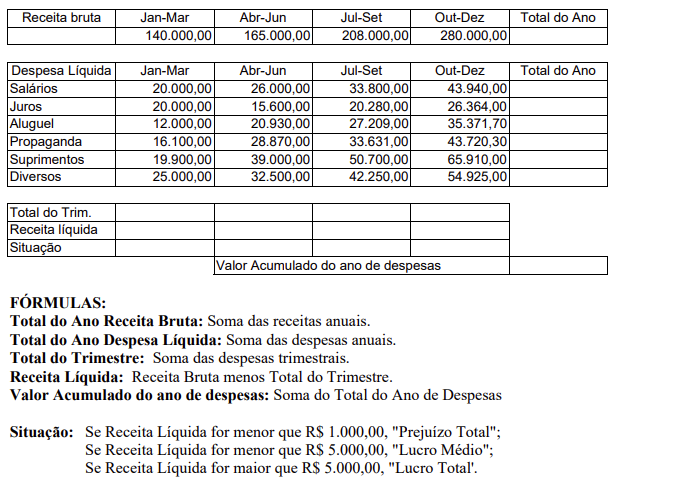 Receita bruta Jan-Mar Abr-Jun Jul-Set Out-Dez Total do Ano
140.000,00 165.000,00 208.000,00 280.000,00
Despesa Líquida Jan-Mar Abr-Jun Jul-Set Out-Dez Total do Ano
Salários 20.000,00 26.000,00 33.800,00 43.940,00
Juros 20.000,00 15.600,00 20.280,00 26.364,00
Aluguel 12.000,00 20.930,00 27.209,00 35.371,70
Propaganda 16.100,00 28.870,00 33.631,00 43.720,30
Suprimentos 19.900,00 39.000,00 50.700,00 65.910,00
Diversos 25.000,00 32.500,00 42.250,00 54.925,00
Total do Trim.
Receita líquida
Situação
Valor Acumulado do ano de despesas
FÓRMULAS:
Total do Ano Receita Bruta: Soma das receitas anuais.
Total do Ano Despesa Líquida: Soma das despesas anuais.
Total do Trimestre: Soma das despesas trimestrais.
Receita Líquida: Receita Bruta menos Total do Trimestre.
Valor Acumulado do ano de despesas: Soma do Total do Ano de Despesas
Situação: Se Receita Líquida for menor que R$ 1.000,00, "Prejuízo Total";
Se Receita Líquida for menor que R$ 5.000,00, "Lucro Médio";
Se Receita Líquida for maior que R$ 5.000,00, "Lucro Total'.